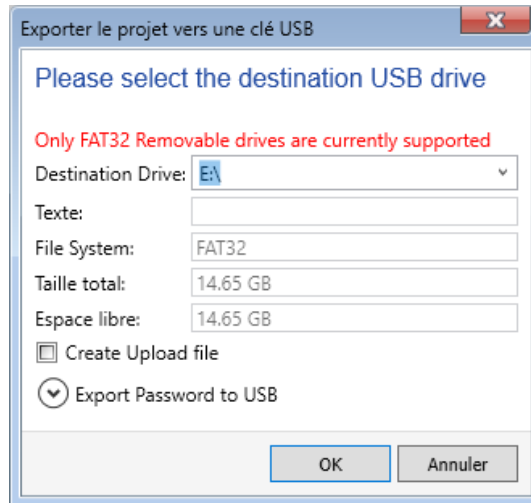 Exporter le projet vers une clé USB
Please select the destination USB drive
Only FAT32 Removable drives are currently supported
Destination Drive: E:\
Texte:
File System: FAT32
Taille total: 14.65 GB
Espace libre: 14.65 GB
Create Upload file
Export Password to USB
OK Annuler